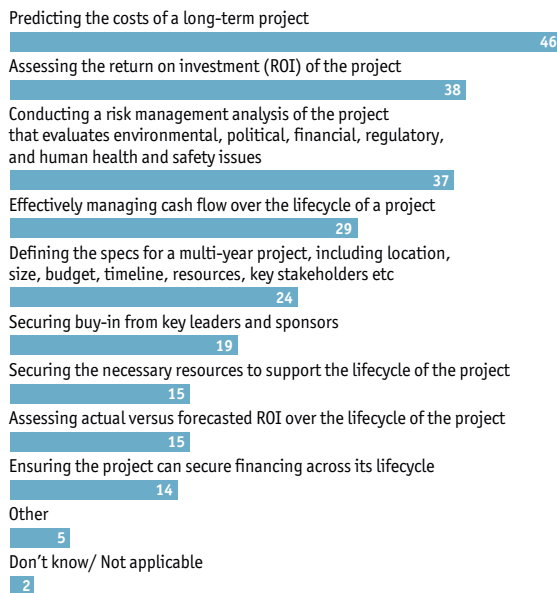 Predicting the costs of a long-term project
46
Assessing the return on investment (ROI) of the project
38
Conducting a risk management analysis of the project
that evaluates environmental, political, financial, regulatory,
and human health and safety issues
37
Effectively managing cash flow over the lifecycle of a project
29
Defining the specs for a multi-year project, including location,
size, budget, timeline, resources, key stakeholders etc
24
Securing buy-in from key leaders and sponsors
19
Securing the necessary resources to support the lifecycle of the project
15
Assessing actual versus forecasted ROI over the lifecycle of the project
15
Ensuring the project can secure financing across its lifecycle
14
Other
5
Don't know/ Not applicable
2